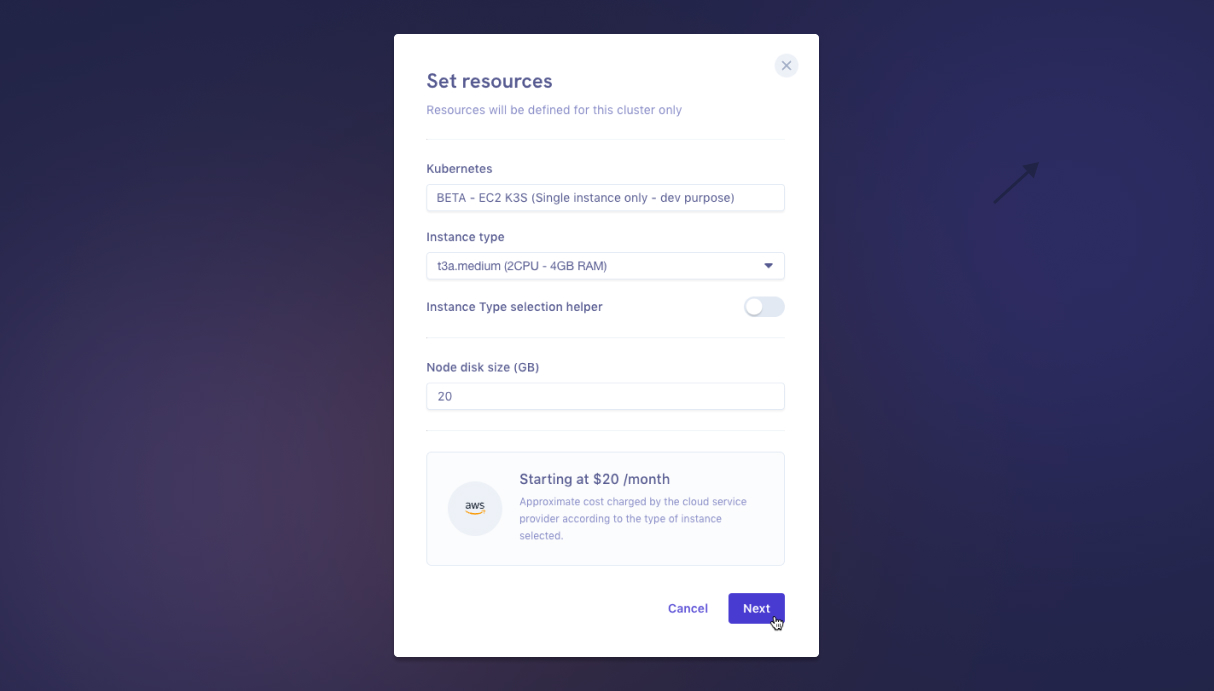 Set resources
Resources will be defined for this cluster only
Kubernetes
BETA - EC2 K3S (Single instance only - dev purpose)
Instance type
t3a.medium (2CPU - 4GB RAM)
Instance Type selection helper
Node disk size (GB)
20
Starting at $20 /month
aws
Approximate cost charged by the cloud service
provider according to the type of instance
selected.
Cancel
Next